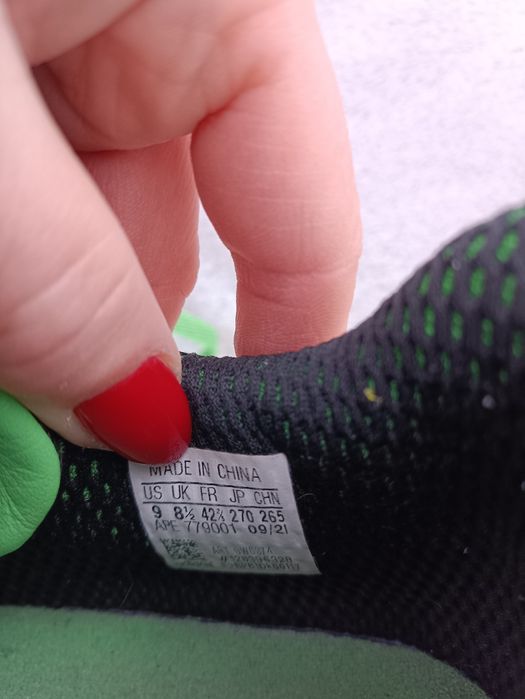 MADE IN CHINA
US UK FR JP CHN
9 8½ 42⅔ 270 265
APE 779001 09/21
ART